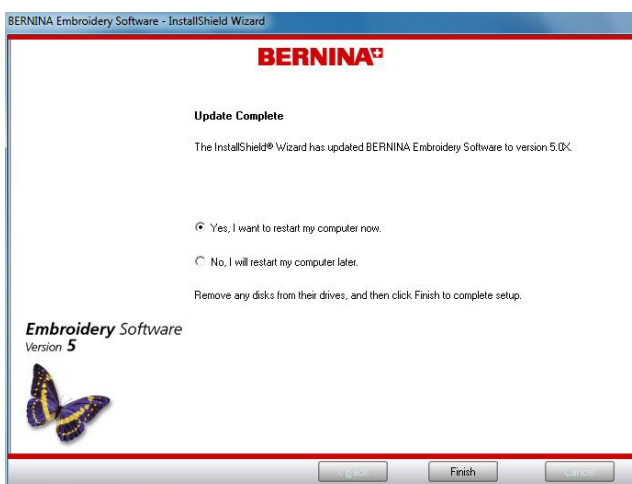 BERNINA Embroidery Software - InstallShield Wizard
BERNINA
Update Complete
The InstallShield® Wizard has updated BERNINA Embroidery Software to version 5.0X.
Yes, I want to restart my computer now.
No, I will restart my computer later.
Remove any disks from their drives, and then click Finish to complete setup.
Embroidery Software
Version 5
< Back Finish Cancel